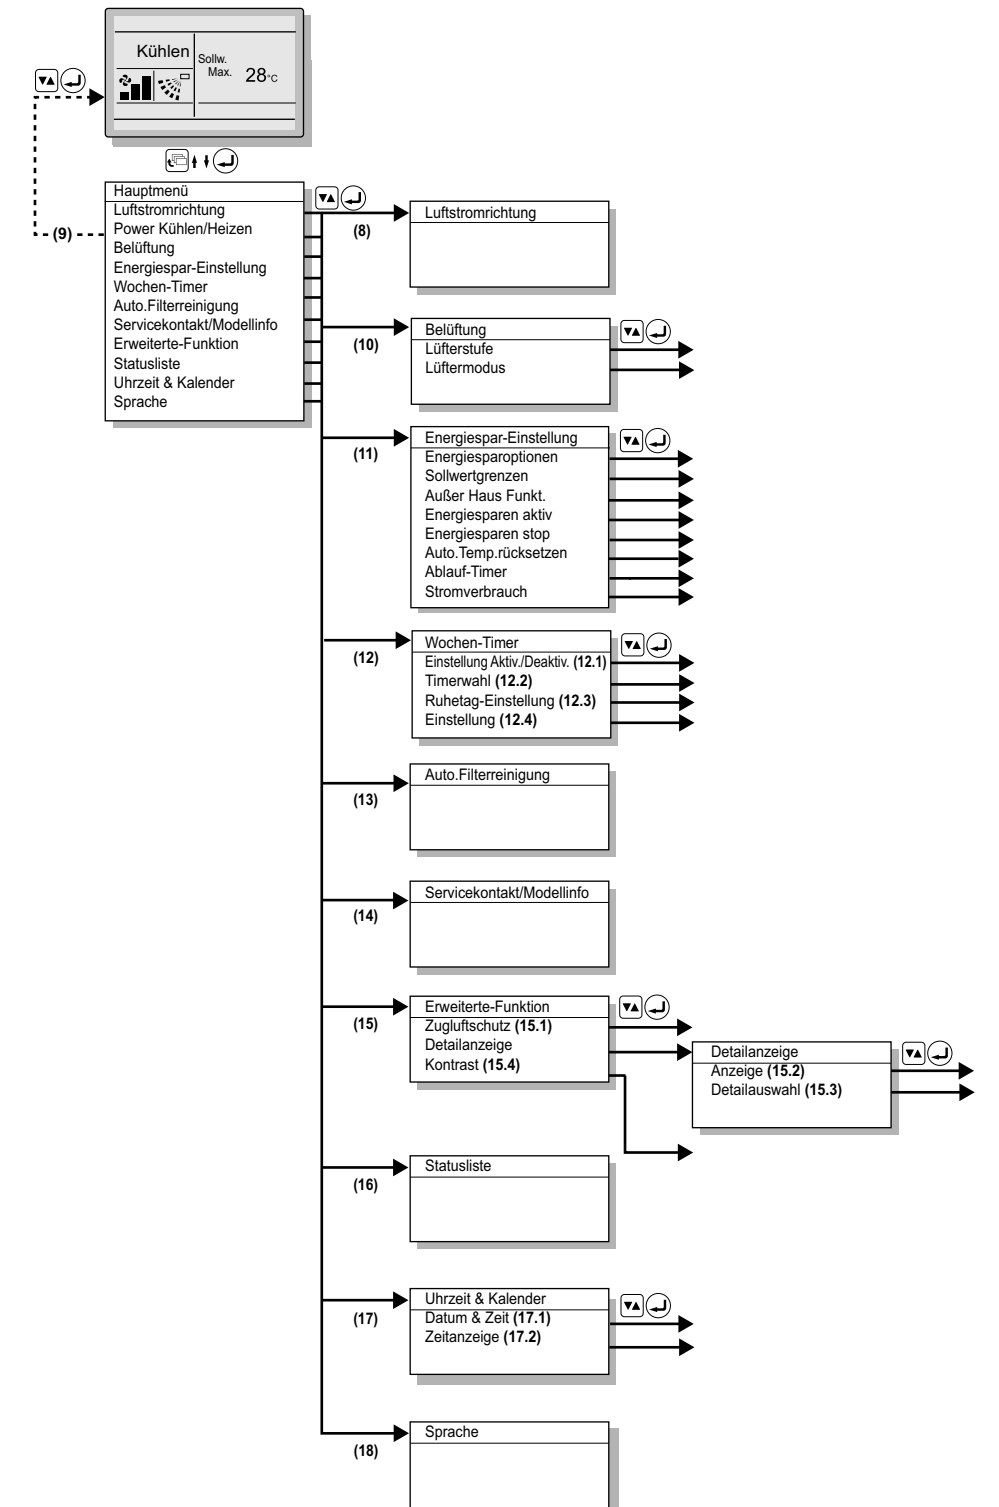 Kühlen
Sollw.
Max. 28°C
Hauptmenü
Luftstromrichtung
Power Kühlen/Heizen
Belüftung
Energiespar-Einstellung
Wochen-Timer
Auto.Filterreinigung
Servicekontakt/Modellinfo
Erweiterte-Funktion
Statusliste
Uhrzeit & Kalender
Sprache
(9)
(8)
Luftstromrichtung
(10)
Belüftung
Lüfterstufe
Lüftermodus
(11)
Energiespar-Einstellung
Energiesparoptionen
Sollwertgrenzen
Außer Haus Funkt.
Energiesparen aktiv
Energiesparen stop
Auto.Temp.rücksetzen
Ablauf-Timer
Stromverbrauch
(12)
Wochen-Timer
Einstellung Aktiv./Deaktiv. (12.1)
Timerwahl (12.2)
Ruhetag-Einstellung (12.3)
Einstellung (12.4)
(13)
Auto.Filterreinigung
(14)
Servicekontakt/Modellinfo
(15)
Erweiterte-Funktion
Zugluftschutz (15.1)
Detailanzeige
Kontrast (15.4)
Detailanzeige
Anzeige (15.2)
Detailauswahl (15.3)
(16)
Statusliste
(17)
Uhrzeit & Kalender
Datum & Zeit (17.1)
Zeitanzeige (17.2)
(18)
Sprache